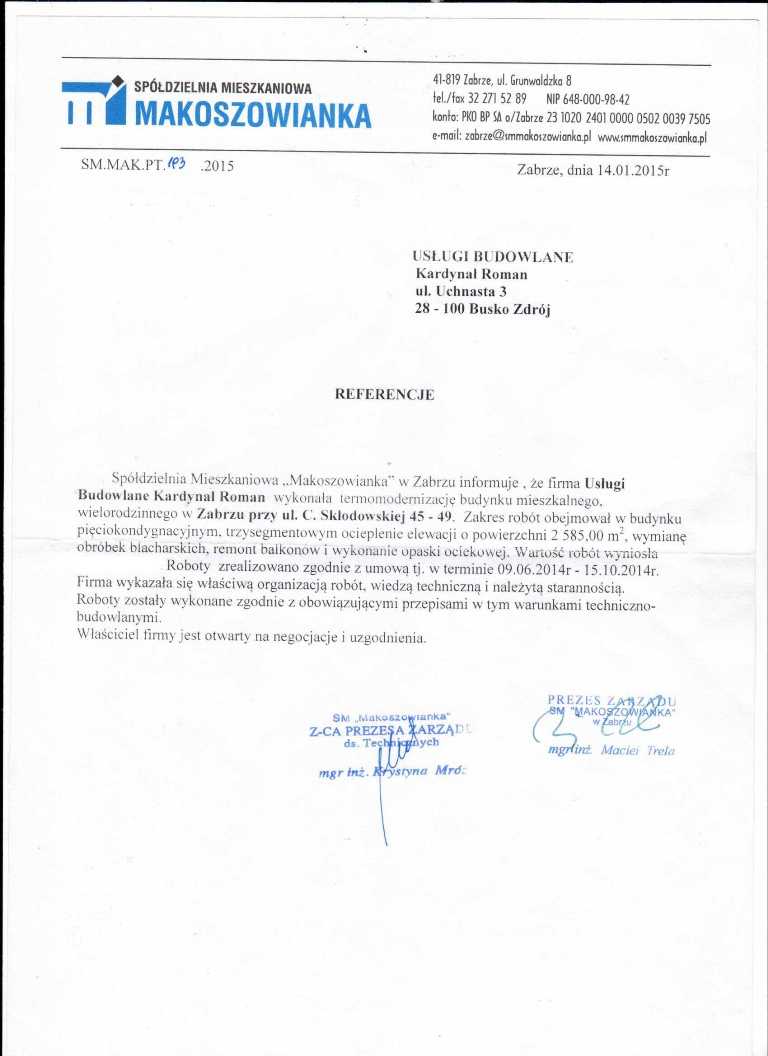 SPÓŁDZIELNIA MIESZKANIOWA
MAKOSZOWIANKA
41-819 Zabrze, ul. Grunwaldzka 8
tel./fax 32 271 52 89 NIP 648-000-98-42
konto: PKO BP SA o/Zabrze 23 1020 2401 0000 0502 0039 7505
e-mail: zabrze@smmakoszowianka.pl www.smmakoszowianka.pl
SM.MAK.PT. .2015
Zabrze, dnia 14.01.2015r
USŁUGI BUDOWLANE
Kardynał Roman
ul. Uchnasta 3
28 - 100 Busko Zdrój
REFERENCJE
Spółdzielnia Mieszkaniowa „Makoszowianka” w Zabrzu informuje , że firma Usługi
Budowlane Kardynał Roman wykonała termomodernizację budynku mieszkalnego,
wielorodzinnego w Zabrzu przy ul. C. Skłodowskiej 45 - 49. Zakres robót obejmował w budynku
pięciokondygnacyjnym, trzysegmentowym ocieplenie elewacji o powierzchni 2 585,00 m², wymianę
obróbek blacharskich, remont balkonów i wykonanie opaski ociekowej. Wartość robót wyniosła
Roboty zrealizowano zgodnie z umową tj. w terminie 09.06.2014r - 15.10.2014r.
Firma wykazała się właściwą organizacją robót, wiedzą techniczną i należytą starannością.
Roboty zostały wykonane zgodnie z obowiązującymi przepisami w tym warunkami techniczno-
budowlanymi.
Właściciel firmy jest otwarty na negocjacje i uzgodnienia.
SM „Makoszowianka”
Z-CA PREZESA ZARZĄDU
ds. Technicznych
mgr inż. Krystyna Mróz
PREZES ZARZĄDU
SM "MAKOSZOWIANKA"
w Zabrzu
mgr inż. Maciej Trela